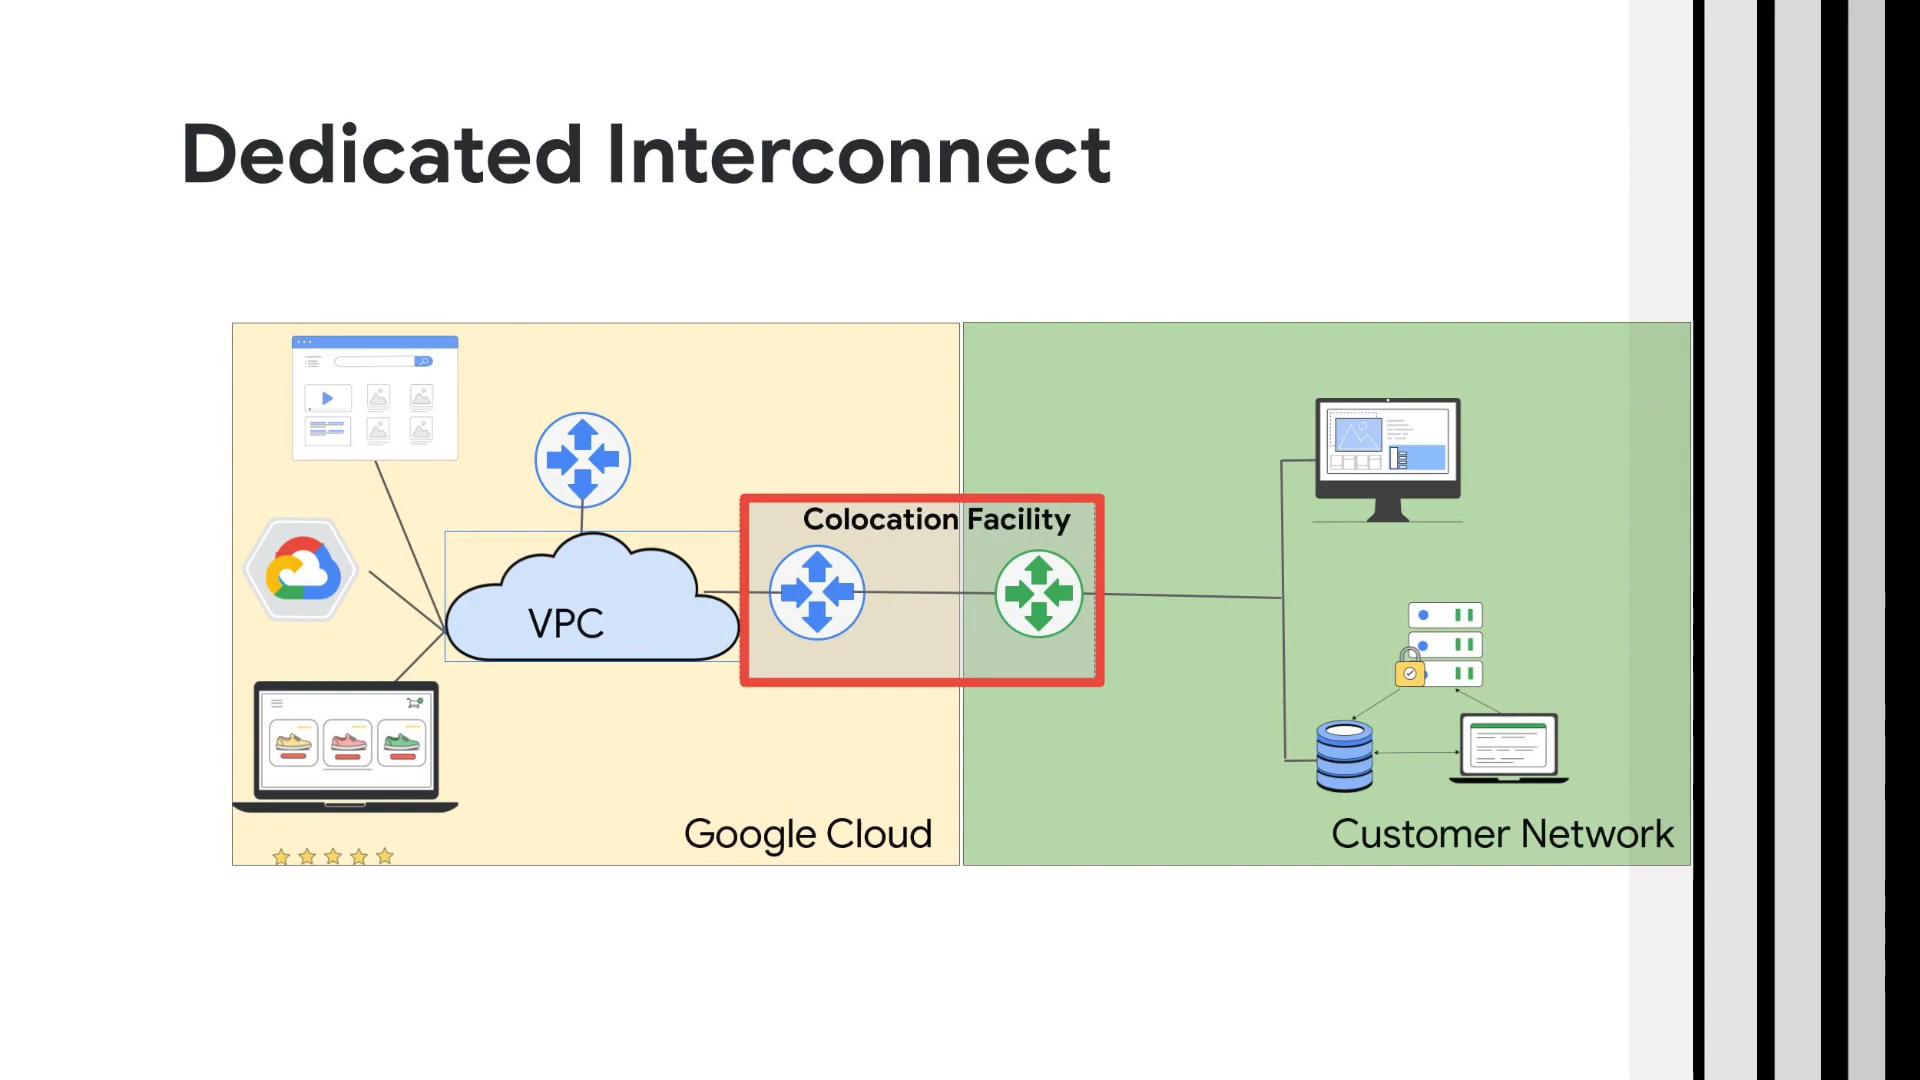 Dedicated Interconnect
Colocation Facility
VPC
Google Cloud
Customer Network